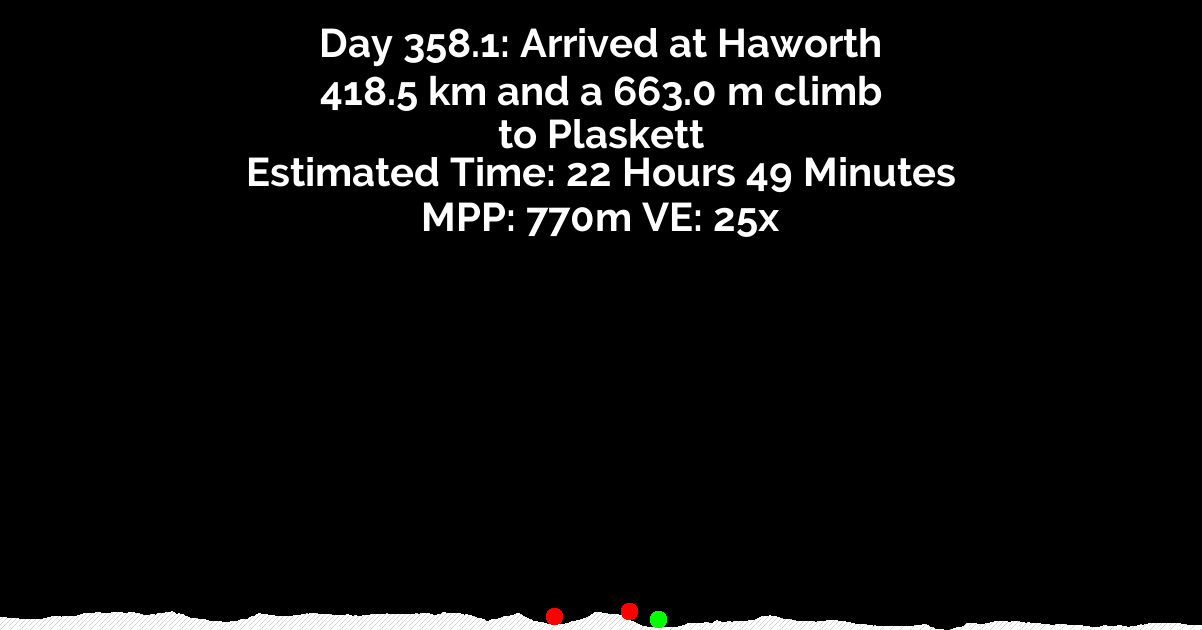 Day 358.1: Arrived at Haworth
418.5 km and a 663.0 m climb
to Plaskett
Estimated Time: 22 Hours 49 Minutes
MPP: 770m VE: 25x